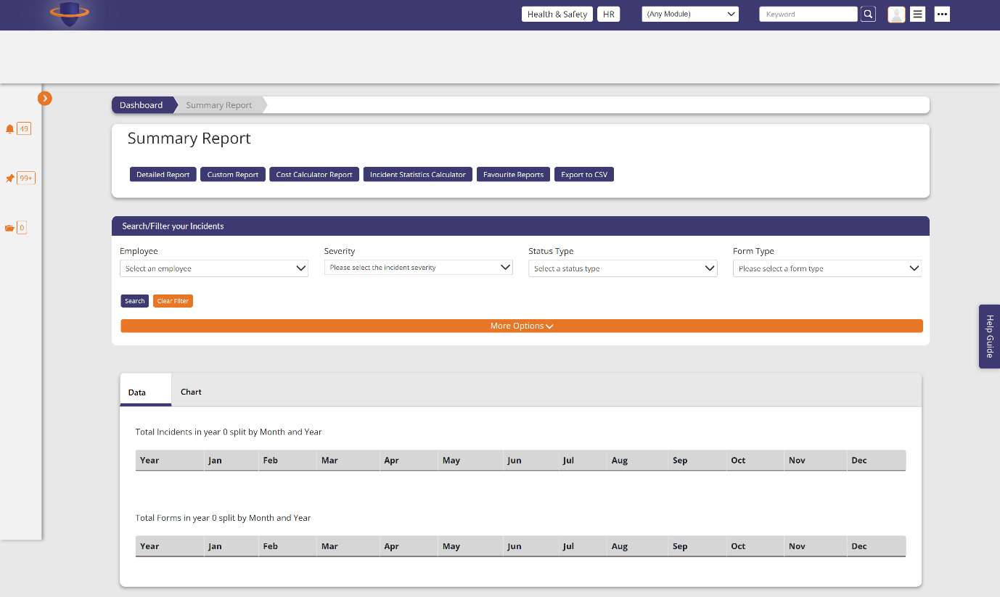 Health & Safety HR (Any Module) Keyword
Dashboard Summary Report
49
Summary Report
99+
Detailed Report Custom Report Cost Calculator Report Incident Statistics Calculator Favourite Reports Export to CSV
0
Search/Filter your Incidents
Employee Severity Status Type Form Type
Select an employee Please select the incident severity Select a status type Please select a form type
Search Clear Filter
More Options
Help Guide
Data Chart
Total Incidents in year 0 split by Month and Year
Year Jan Feb Mar Apr May Jun Jul Aug Sep Oct Nov Dec
Total Forms in year 0 split by Month and Year
Year Jan Feb Mar Apr May Jun Jul Aug Sep Oct Nov Dec